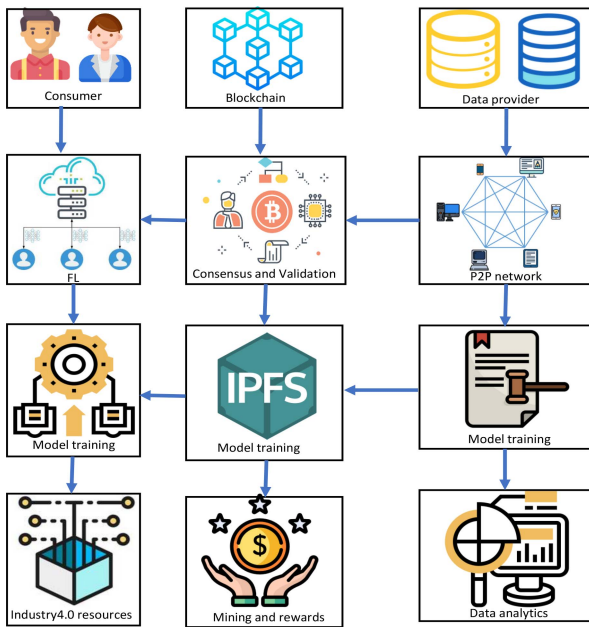 Consumer
Blockchain
Data provider
FL
Consensus and Validation
P2P network
Model training
IPFS
Model training
Model training
Industry4.0 resources
$
Mining and rewards
Data analytics